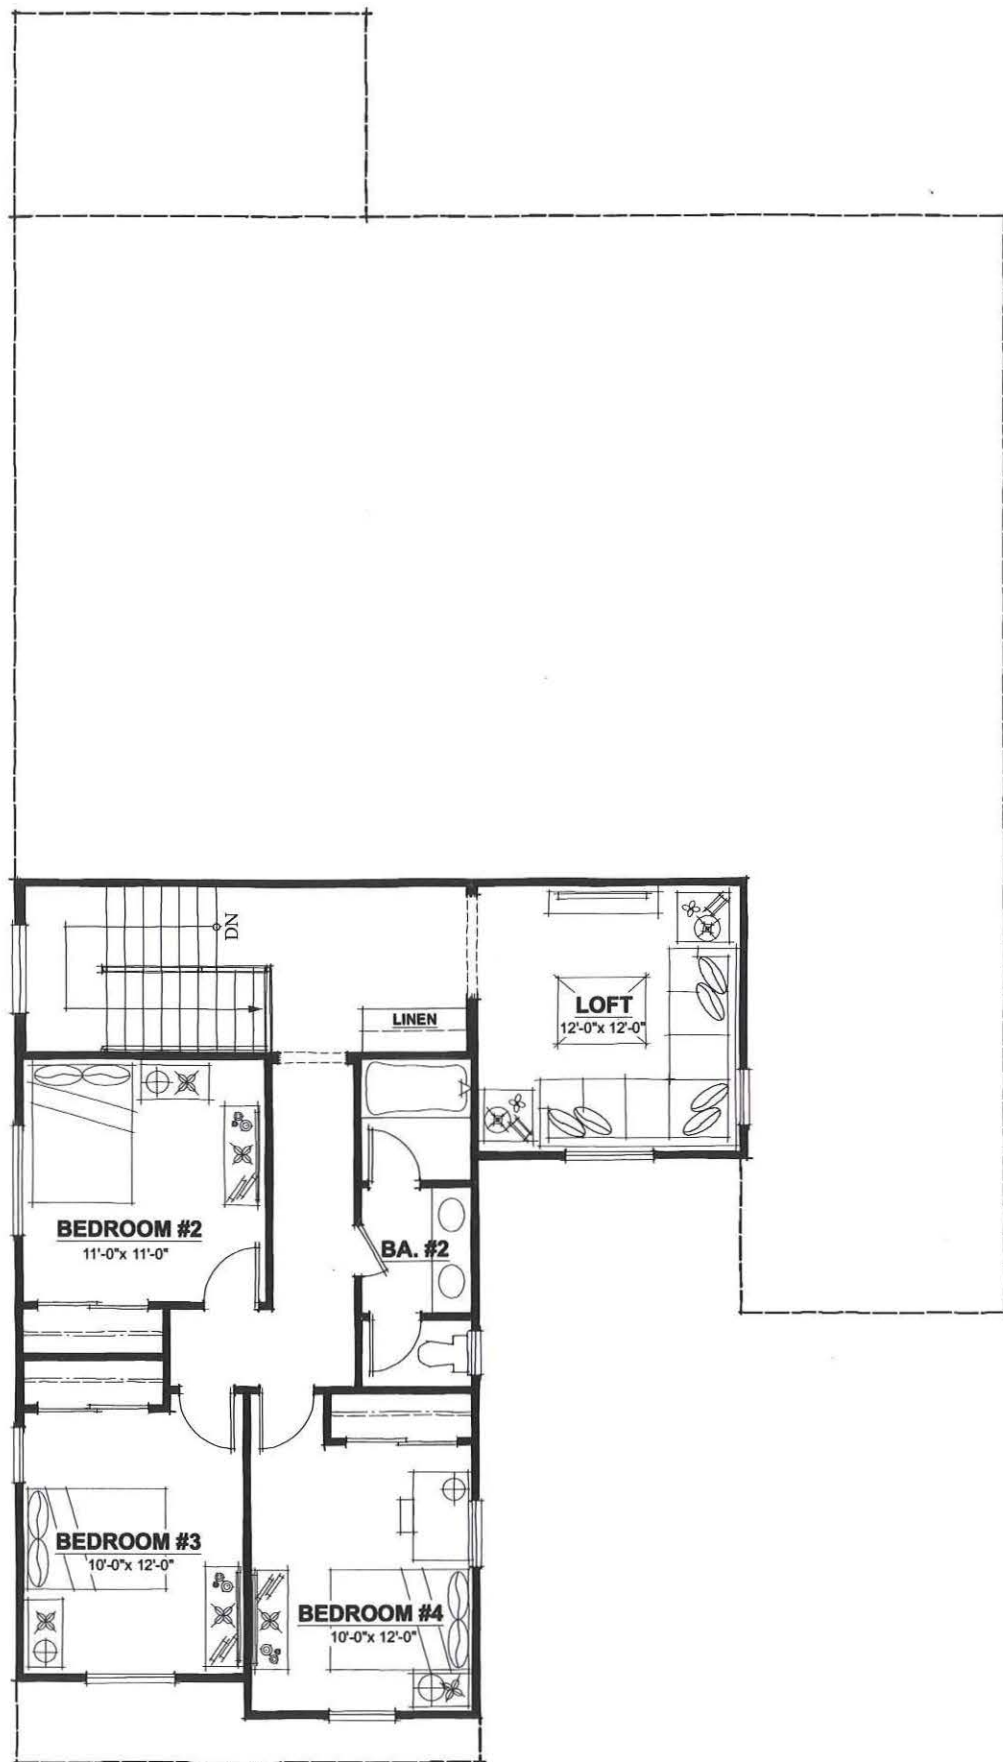 DN
LINEN
LOFT
12'-0"x 12'-0"
BEDROOM #2
11'-0"x 11'-0"
BA. #2
BEDROOM #3
10'-0"x 12'-0"
BEDROOM #4
10'-0"x 12'-0"